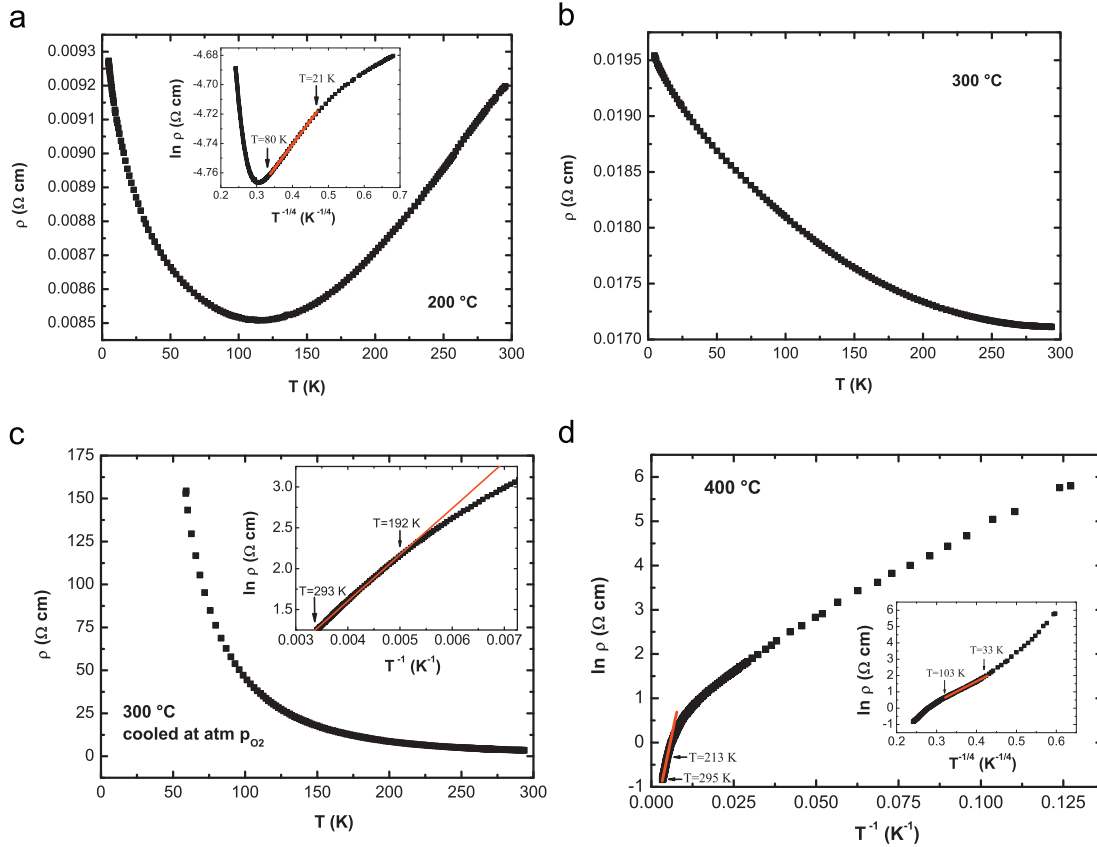 a
0.0093
0.0092
0.0091
0.0090
0.0089
0.0088
0.0087
0.0086
0.0085
ρ (Ω cm)
0 50 100 150 200 250 300
T (K)
200 °C
-4.68
-4.70
-4.72
-4.74
-4.76
ln ρ (Ω cm)
0.2 0.3 0.4 0.5 0.6 0.7
T -1/4 (K-1/4)
T=21 K
T=80 K
b
0.0195
0.0190
0.0185
0.0180
0.0175
0.0170
ρ (Ω cm)
0 50 100 150 200 250 300
T (K)
300 °C
c
175
150
125
100
75
50
25
0
ρ (Ω cm)
0 50 100 150 200 250 300
T (K)
300 °C
cooled at atm pO2
3.0
2.5
2.0
1.5
ln ρ (Ω cm)
0.003 0.004 0.005 0.006 0.007
T-1 (K-1)
T=192 K
T=293 K
d
6
5
4
3
2
1
0
-1
ln ρ (Ω cm)
0.000 0.025 0.050 0.075 0.100 0.125
T-1 (K-1)
400 °C
T=213 K
T=295 K
6
5
4
3
2
1
0
-1
ln ρ (Ω cm)
0.2 0.3 0.4 0.5 0.6
T-1/4 (K-1/4)
T=33 K
T=103 K